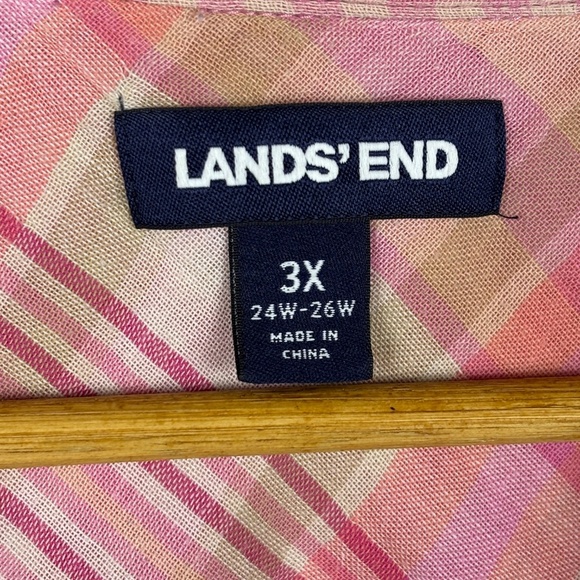 LANDS' END
3X
24W-26W
MADE IN
CHINA